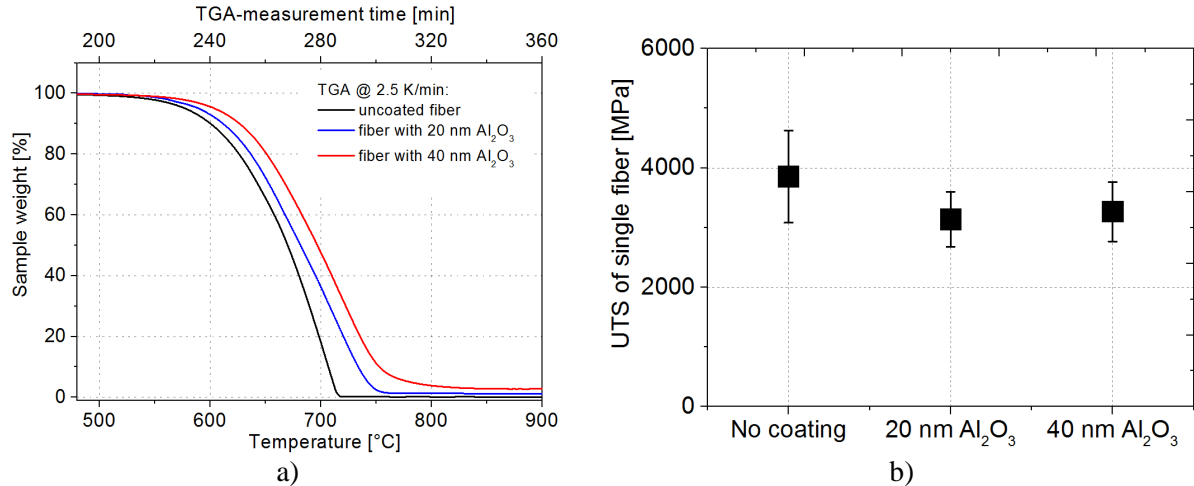 TGA-measurement time [min]
200 240 280 320 360
100
80
60
40
20
0
Sample weight [%]
TGA @ 2.5 K/min:
uncoated fiber
fiber with 20 nm Al₂O₃
fiber with 40 nm Al₂O₃
500 600 700 800 900
Temperature [°C]
a)
6000
4000
2000
0
UTS of single fiber [MPa]
No coating 20 nm Al₂O₃ 40 nm Al₂O₃
b)